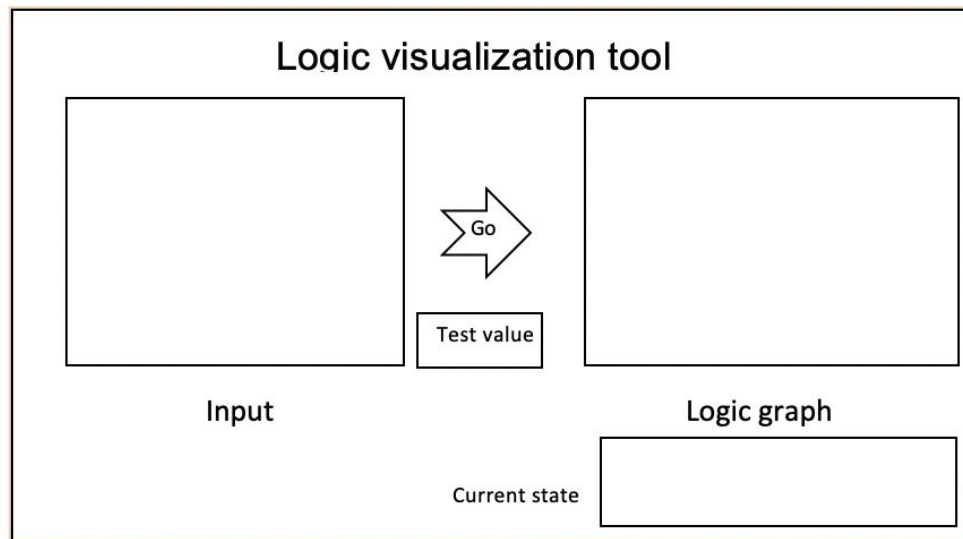 Logic visualization tool
Go
Test value
Input
Logic graph
Current state